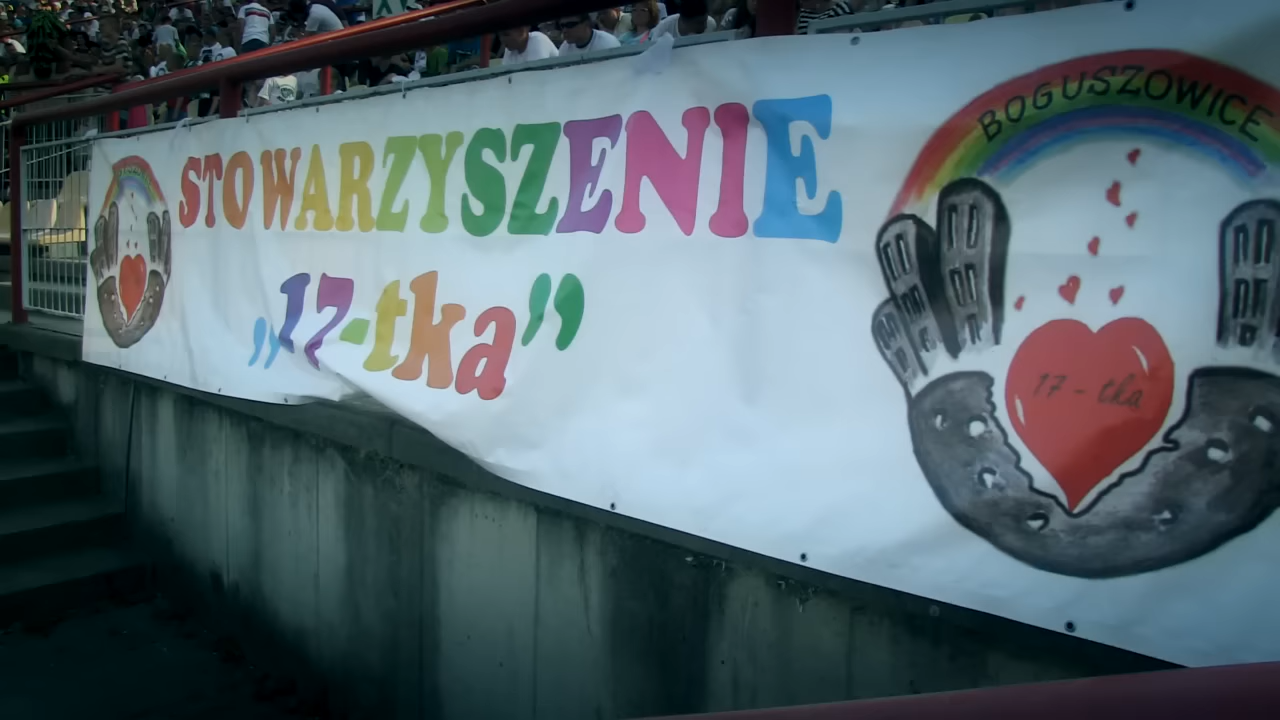 STOWARZYSZENIE
„17-tka”
BOGUSZOWICE
17 - tka